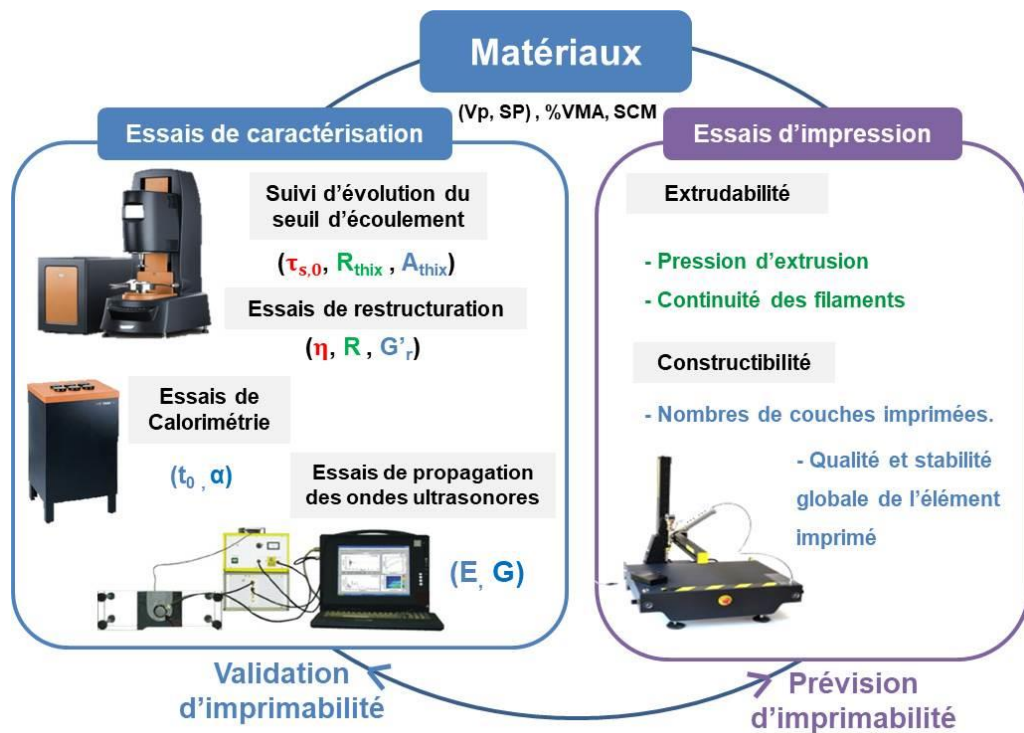 Matériaux
(Vp, SP) , %VMA, SCM
Essais de caractérisation
Suivi d'évolution du
seuil d'écoulement
(τs,0, Rthix , Athix)
Essais de restructuration
(η, R , G'r)
Essais de
Calorimétrie
(t0 , α)
Essais de propagation
des ondes ultrasonores
(E, G)
Validation
d'imprimabilité
Essais d'impression
Extrudabilité
- Pression d'extrusion
- Continuité des filaments
Constructibilité
- Nombres de couches imprimées.
- Qualité et stabilité
globale de l'élément
imprimé
Prévision
d'imprimabilité